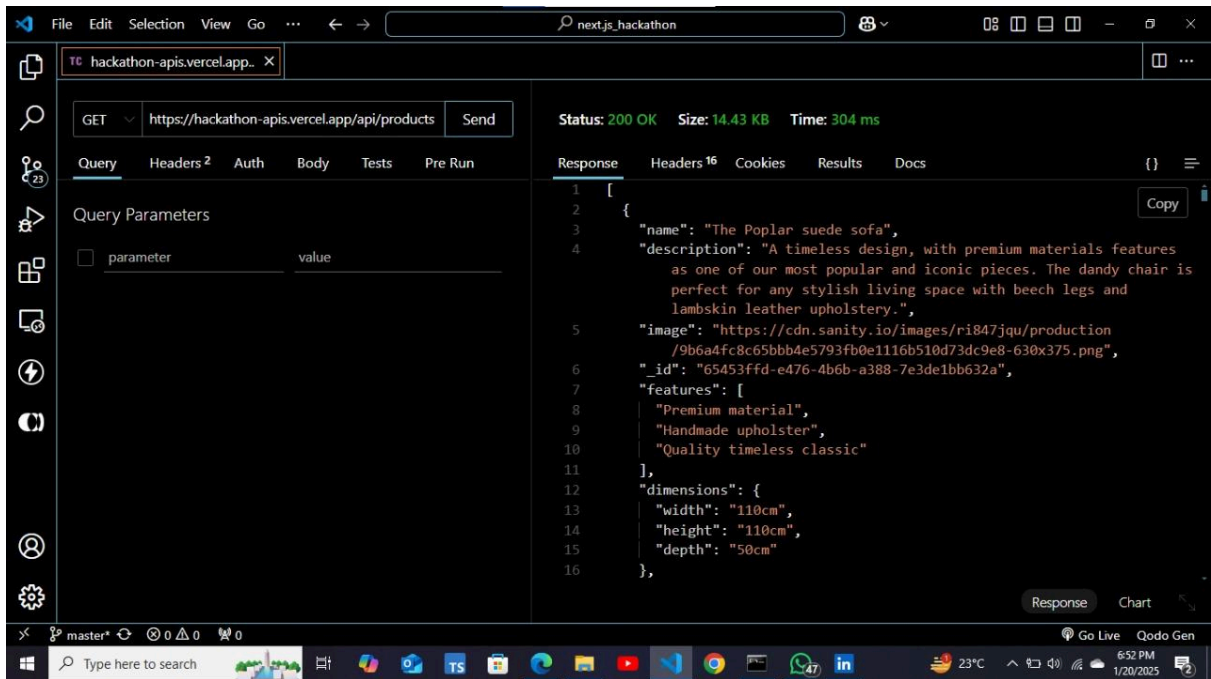 File Edit Selection View Go ··· next.js_hackathon
TC hackathon-apis.vercel.app..
GET https://hackathon-apis.vercel.app/api/products Send
Status: 200 OK Size: 14.43 KB Time: 304 ms
Query Headers 2 Auth Body Tests Pre Run
Response Headers 16 Cookies Results Docs {}
23
Query Parameters
parameter value
Copy
1 [
2 {
3 "name": "The Poplar suede sofa",
4 "description": "A timeless design, with premium materials features
as one of our most popular and iconic pieces. The dandy chair is
perfect for any stylish living space with beech legs and
lambskin leather upholstery.",
5 "image": "https://cdn.sanity.io/images/ri847jqu/production
/9b6a4fc8c65bbb4e5793fb0e1116b510d73dc9e8-630x375.png",
6 "_id": "65453ffd-e476-4b6b-a388-7e3de1bb632a",
7 "features": [
8 "Premium material",
9 "Handmade upholster",
10 "Quality timeless classic"
11 ],
12 "dimensions": {
13 "width": "110cm",
14 "height": "110cm",
15 "depth": "50cm"
16 },
Response Chart
master* 0 0 0 Go Live Qodo Gen
Type here to search TS 47 in 23°C 6:52 PM
1/20/2025 2